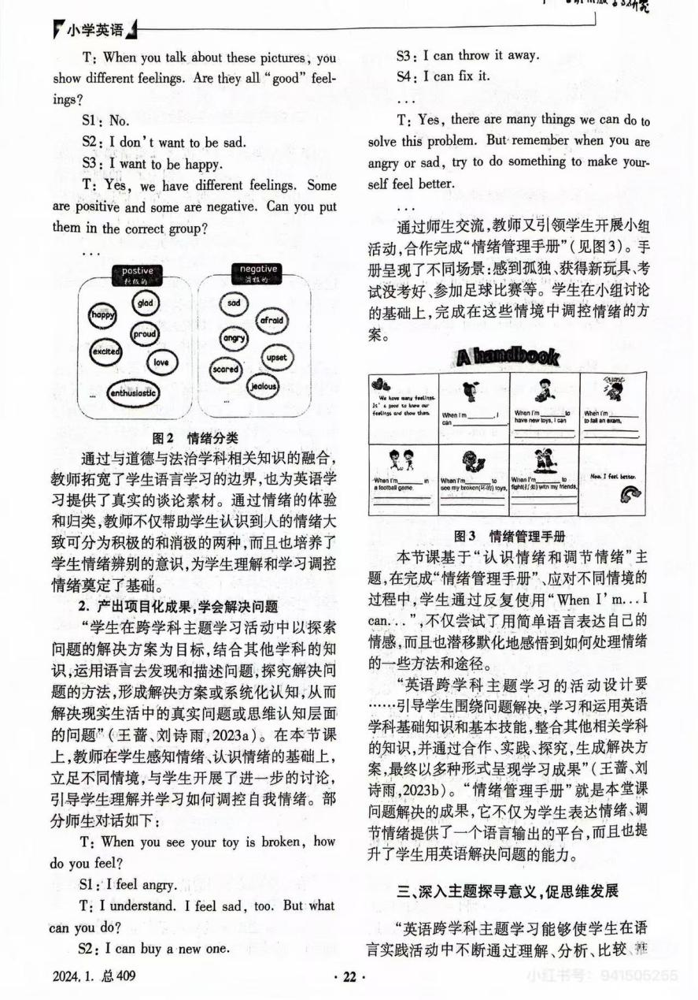 小学英语
T: When you talk about these pictures, you
show different feelings. Are they all “good” feel-
ings?
S1: No.
S2: I don't want to be sad.
S3: I want to be happy.
T: Yes, we have different feelings. Some
are positive and some are negative. Can you put
them in the correct group?
...
postive
积极的
happy
glad
proud
excited
love
enthusiastic
...
negative
消极的
sad
afraid
angry
upset
scared
jealous
...
图2 情绪分类
通过与道德与法治学科相关知识的融合,
教师拓宽了学生语言学习的边界,也为英语学
习提供了真实的谈论素材。通过情绪的体验
和归类,教师不仅帮助学生认识到人的情绪大
致可分为积极的和消极的两种,而且也培养了
学生情绪辨别的意识,为学生理解和学习调控
情绪奠定了基础。
2. 产出项目化成果,学会解决问题
“学生在跨学科主题学习活动中以探索
问题的解决方案为目标,结合其他学科的知
识,运用语言去发现和描述问题,探究解决问
题的方法,形成解决方案或系统化认知,从而
解决现实生活中的真实问题或思维认知层面
的问题”(王蔷、刘诗雨,2023a)。在本节课
上,教师在学生感知情绪、认识情绪的基础上,
立足不同情境,与学生开展了进一步的讨论,
引导学生理解并学习如何调控自我情绪。部
分师生对话如下:
T: When you see your toy is broken, how
do you feel?
S1: I feel angry.
T: I understand. I feel sad, too. But what
can you do?
S2: I can buy a new one.
S3: I can throw it away.
S4: I can fix it.
...
T: Yes, there are many things we can do to
solve this problem. But remember when you are
angry or sad, try to do something to make your-
self feel better.
...
通过师生交流,教师又引领学生开展小组
活动,合作完成“情绪管理手册”(见图3)。手
册呈现了不同场景:感到孤独、获得新玩具、考
试没考好、参加足球比赛等。学生在小组讨论
的基础上,完成在这些情境中调控情绪的方
案。
A handbook
We have many feelings.
It's good to know our
feelings and show them.
When I'm ______, I
can ______
When I'm ______ to
have new toys, I can
When I'm ______
to fail an exam,
When I'm ______ in
a football game.
When I'm ______ to
see my broken(坏的) toys,
When I'm ______ to
fight(打架) with my friends,
Now, I feel better.
图3 情绪管理手册
本节课基于“认识情绪和调节情绪”主
题,在完成“情绪管理手册”、应对不同情境的
过程中,学生通过反复使用“When I'm...I
can...”,不仅尝试了用简单语言表达自己的
情感,而且也潜移默化地感悟到如何处理情绪
的一些方法和途径。
“英语跨学科主题学习的活动设计要
……引导学生围绕问题解决,学习和运用英语
学科基础知识和基本技能,整合其他相关学科
的知识,并通过合作、实践、探究,生成解决方
案,最终以多种形式呈现学习成果”(王蔷、刘
诗雨,2023b)。“情绪管理手册”就是本堂课
问题解决的成果,它不仅为学生表达情绪、调
节情绪提供了一个语言输出的平台,而且也提
升了学生用英语解决问题的能力。
三、深入主题探寻意义,促思维发展
“英语跨学科主题学习能够使学生在语
言实践活动中不断通过理解、分析、比较、推
2024.1. 总409
· 22 ·
小红书号: 941505255